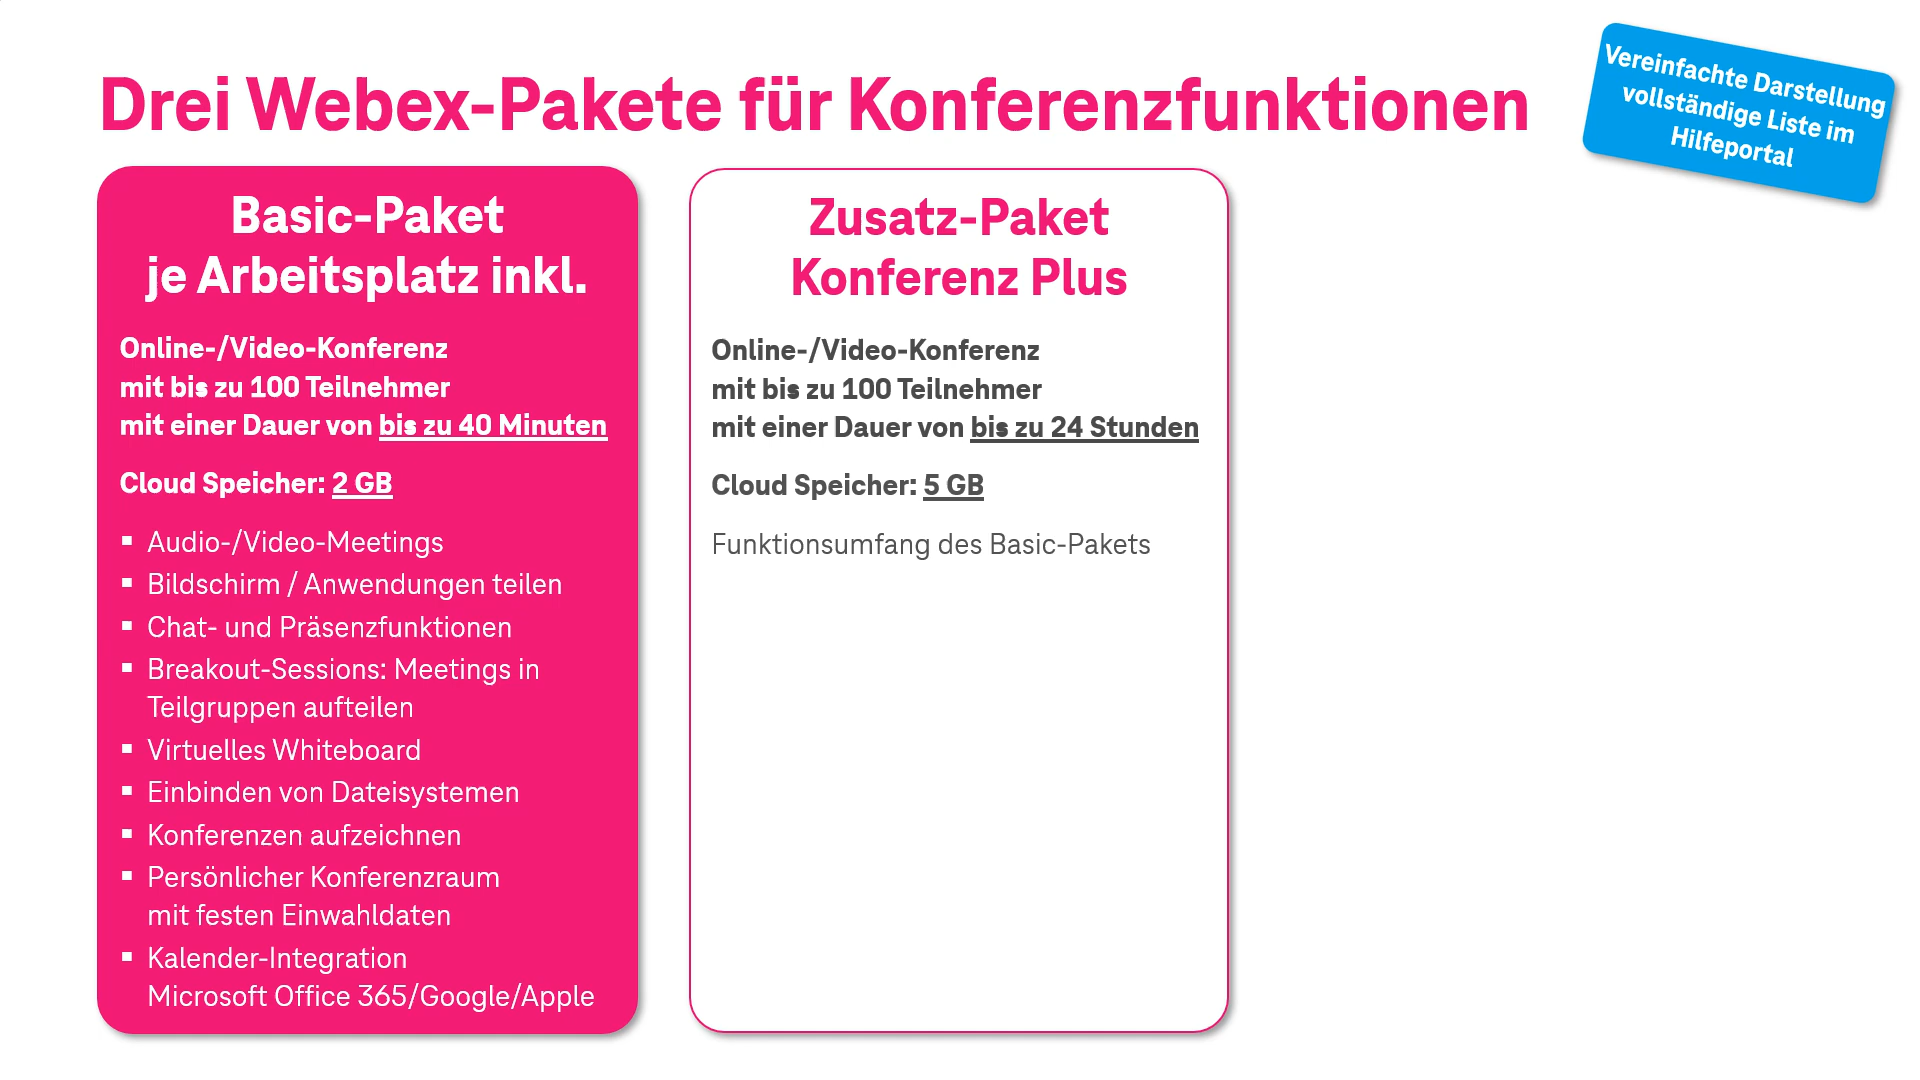 Drei Webex-Pakete für Konferenzfunktionen
Vereinfachte Darstellung
vollständige Liste im
Hilfeportal
Basic-Paket
je Arbeitsplatz inkl.
Online-/Video-Konferenz
mit bis zu 100 Teilnehmer
mit einer Dauer von bis zu 40 Minuten
Cloud Speicher: 2 GB
▪ Audio-/Video-Meetings
▪ Bildschirm / Anwendungen teilen
▪ Chat- und Präsenzfunktionen
▪ Breakout-Sessions: Meetings in
Teilgruppen aufteilen
▪ Virtuelles Whiteboard
▪ Einbinden von Dateisystemen
▪ Konferenzen aufzeichnen
▪ Persönlicher Konferenzraum
mit festen Einwahldaten
▪ Kalender-Integration
Microsoft Office 365/Google/Apple
Zusatz-Paket
Konferenz Plus
Online-/Video-Konferenz
mit bis zu 100 Teilnehmer
mit einer Dauer von bis zu 24 Stunden
Cloud Speicher: 5 GB
Funktionsumfang des Basic-Pakets